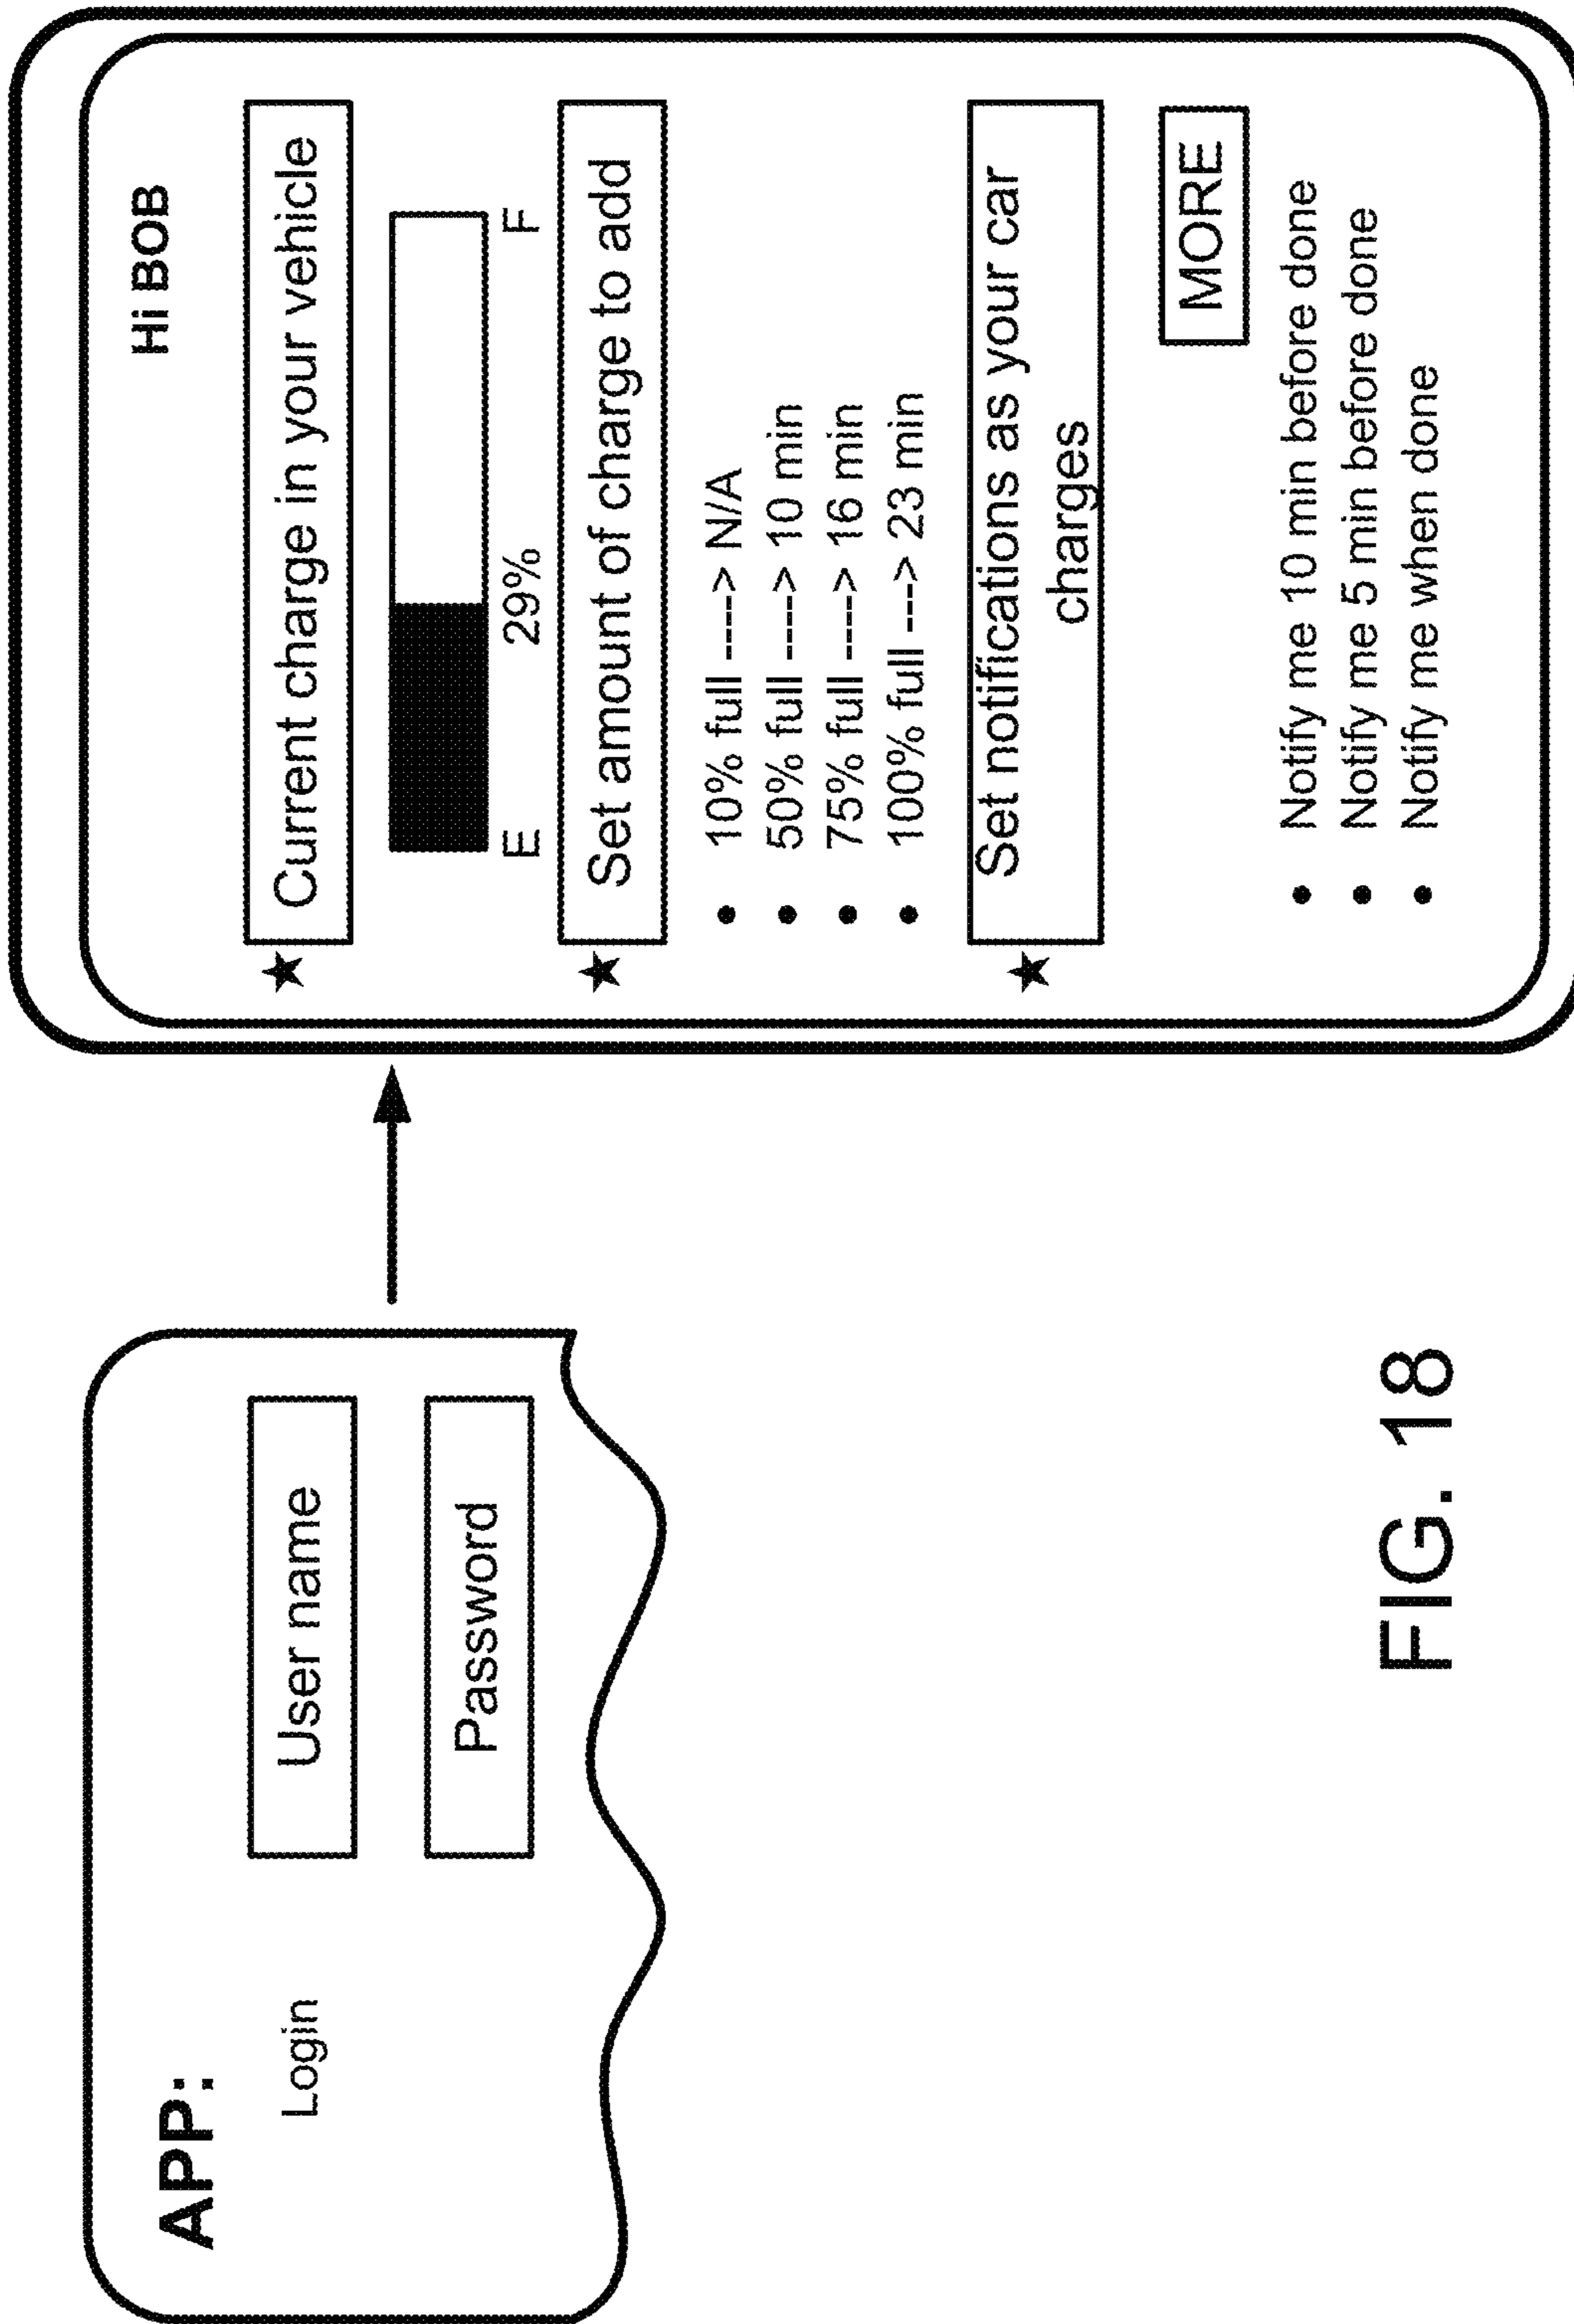 APP:
Login
User name
Password
Hi BOB
★ Current charge in your vehicle
E 29% F
★ Set amount of charge to add
• 10% full ----> N/A
• 50% full ----> 10 min
• 75% full ----> 16 min
• 100% full ---> 23 min
★ Set notifications as your car
charges
MORE
• Notify me 10 min before done
• Notify me 5 min before done
• Notify me when done
FIG. 18